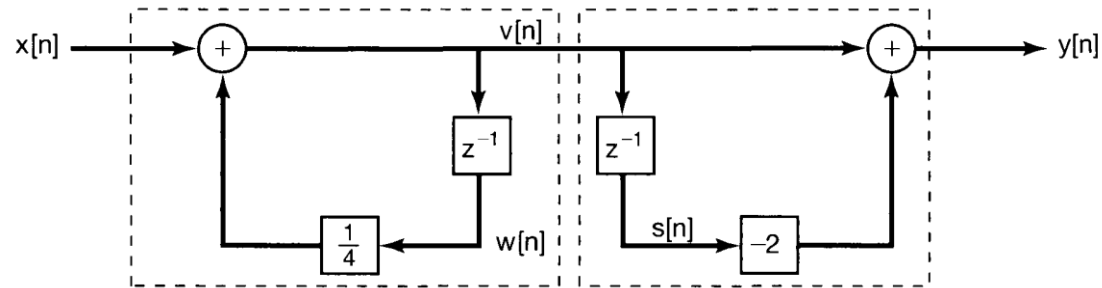 x[n] + v[n] + y[n]
z⁻¹ z⁻¹
1/4 w[n] s[n] −2